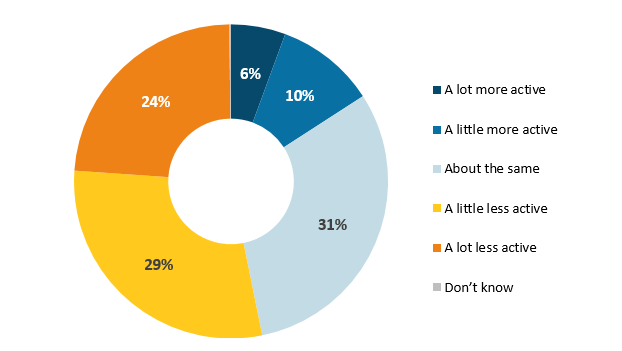 6%
10%
31%
29%
24%
A lot more active
A little more active
About the same
A little less active
A lot less active
Don’t know